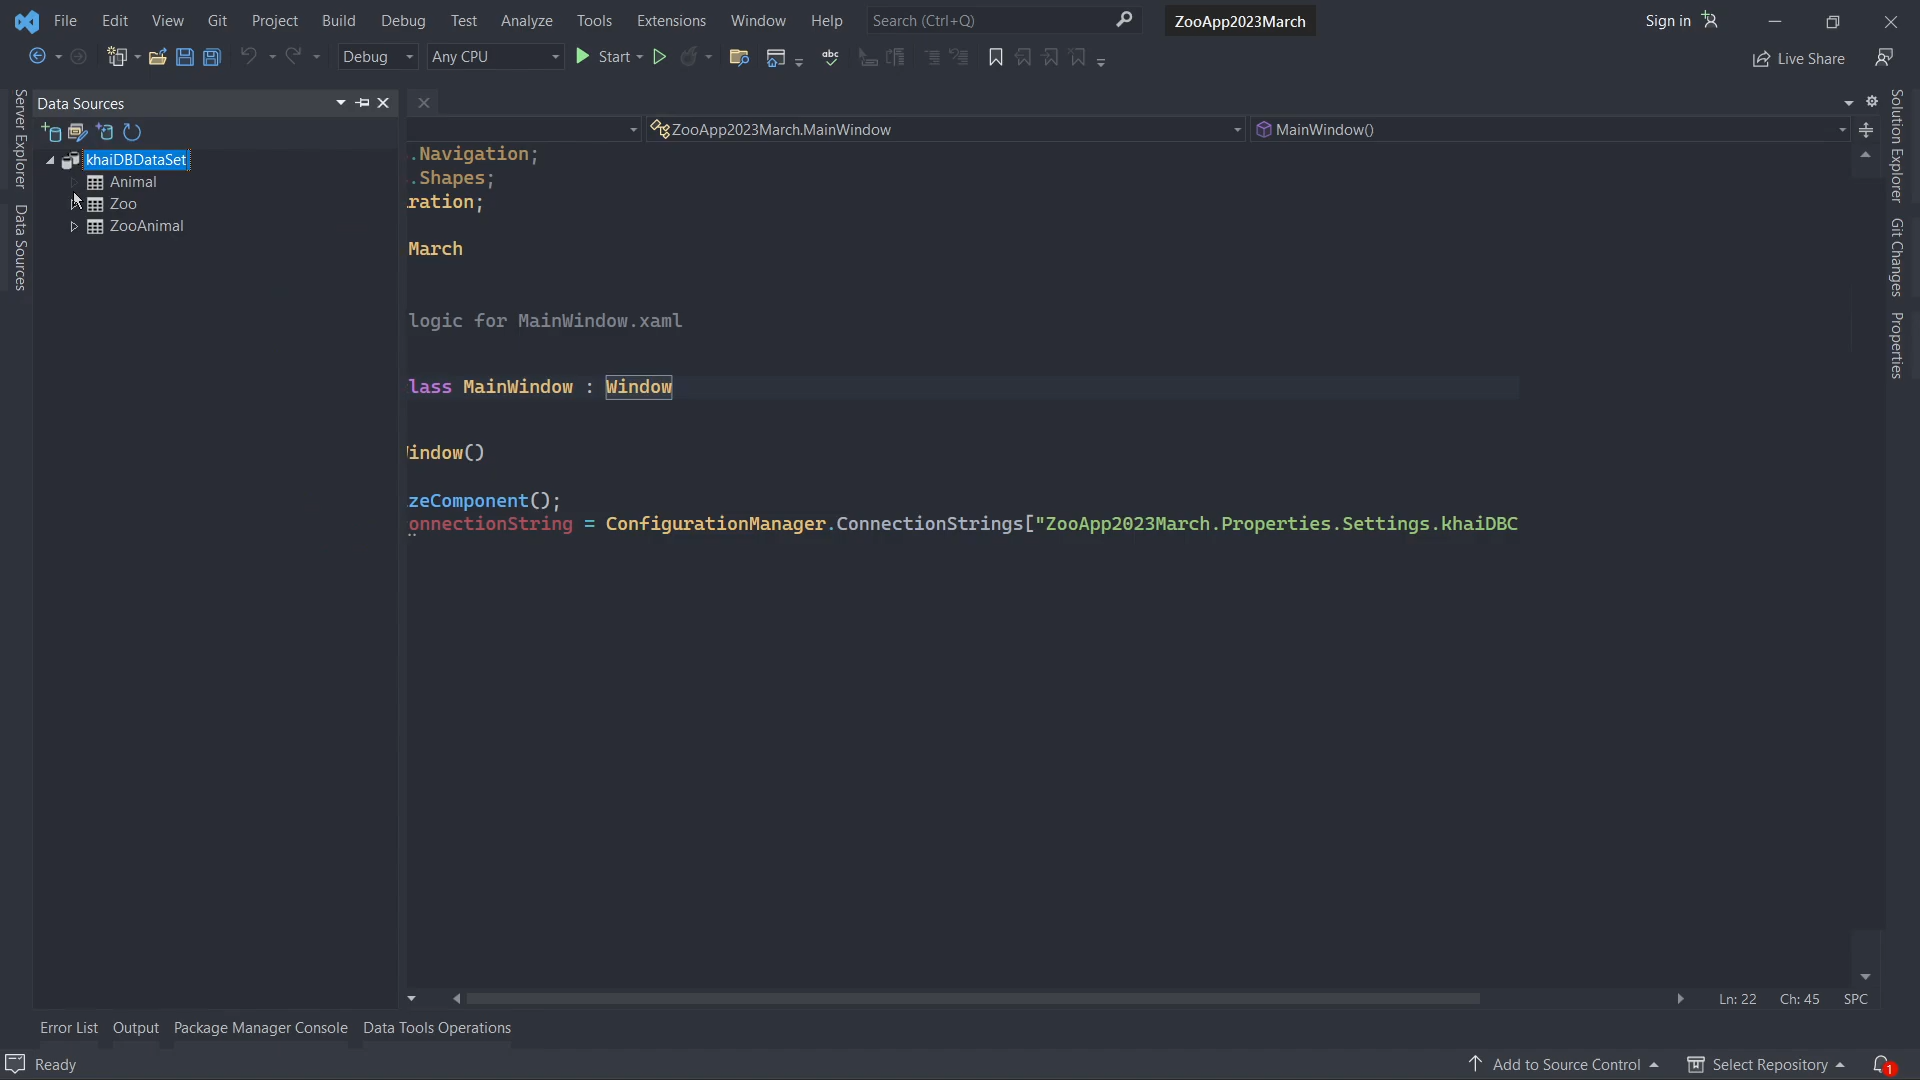 File Edit View Git Project Build Debug Test Analyze Tools Extensions Window Help Search (Ctrl+Q) ZooApp2023March Sign in
Debug Any CPU Start abc Live Share
Server Explorer
Data Sources
Data Sources
khaiDBDataSet
Animal
Zoo
ZooAnimal
ZooApp2023March.MainWindow MainWindow()
.Navigation;
.Shapes;
ration;
March
logic for MainWindow.xaml
lass MainWindow : Window
indow()
zeComponent();
onnectionString = ConfigurationManager.ConnectionStrings["ZooApp2023March.Properties.Settings.khaiDBC
Solution Explorer
Git Changes
Properties
Ln: 22 Ch: 45 SPC
Error List Output Package Manager Console Data Tools Operations
Ready Add to Source Control Select Repository 1